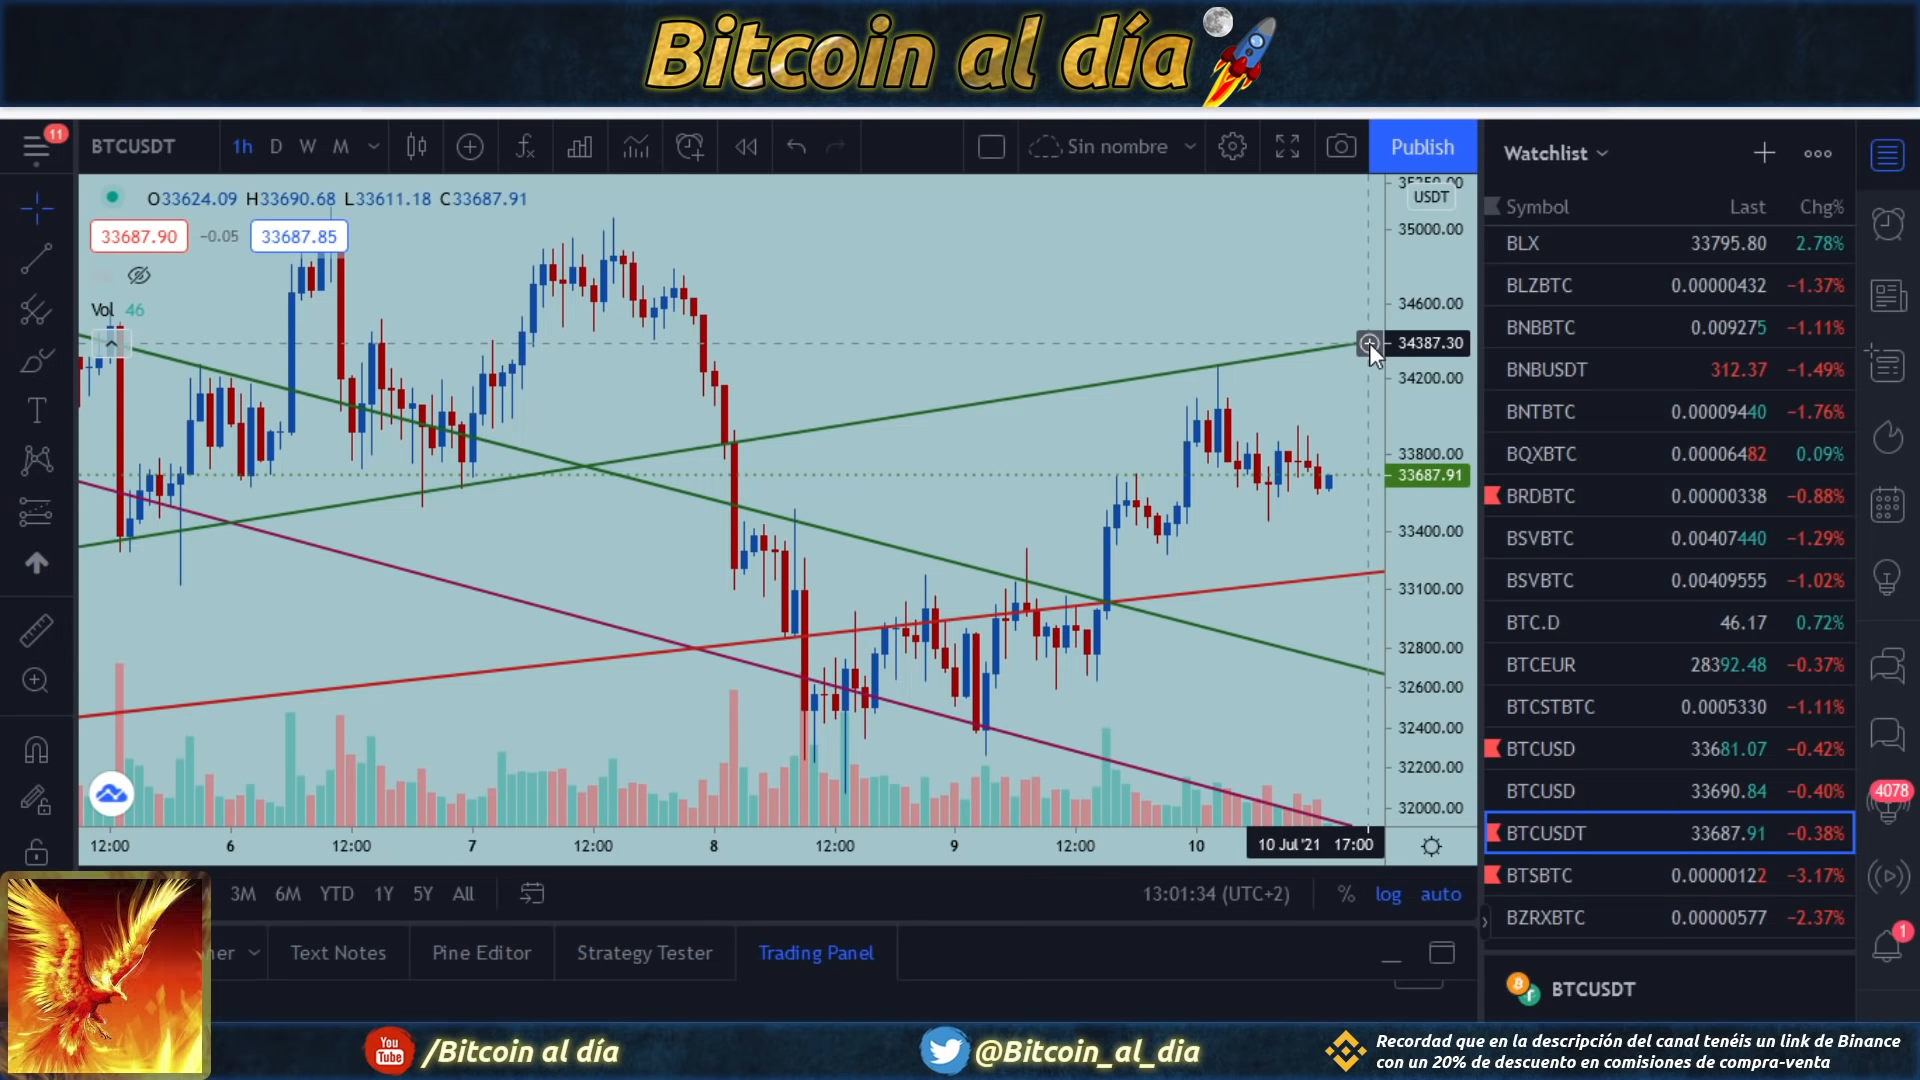 Bitcoin al día
11
BTCUSDT
1h D W M
Sin nombre
Publish
O33624.09 H33690.68 L33611.18 C33687.91
33687.90 −0.05 33687.85
Vol 46
USDT
35000.00
34600.00
34387.30
34200.00
33800.00
33687.91
33400.00
33100.00
32800.00
32600.00
32400.00
32200.00
32000.00
12:00 6 12:00 7 12:00 8 12:00 9 12:00 10 10 Jul '21 17:00
3M 6M YTD 1Y 5Y All
13:01:34 (UTC+2) % log auto
ner Text Notes Pine Editor Strategy Tester Trading Panel
Watchlist
Symbol Last Chg%
BLX 33795.80 2.78%
BLZBTC 0.00000432 −1.37%
BNBBTC 0.009275 −1.11%
BNBUSDT 312.37 −1.49%
BNTBTC 0.00009440 −1.76%
BQXBTC 0.00006482 0.09%
BRDBTC 0.00000338 −0.88%
BSVBTC 0.00407440 −1.29%
BSVBTC 0.00409555 −1.02%
BTC.D 46.17 0.72%
BTCEUR 28392.48 −0.37%
BTCSTBTC 0.0005330 −1.11%
BTCUSD 33681.07 −0.42%
BTCUSD 33690.84 −0.40%
BTCUSDT 33687.91 −0.38%
BTSBTC 0.00000122 −3.17%
BZRXBTC 0.00000577 −2.37%
BTCUSDT
4078
1
You
Tube
/Bitcoin al día
@Bitcoin_al_dia
Recordad que en la descripción del canal tenéis un link de Binance
con un 20% de descuento en comisiones de compra-venta